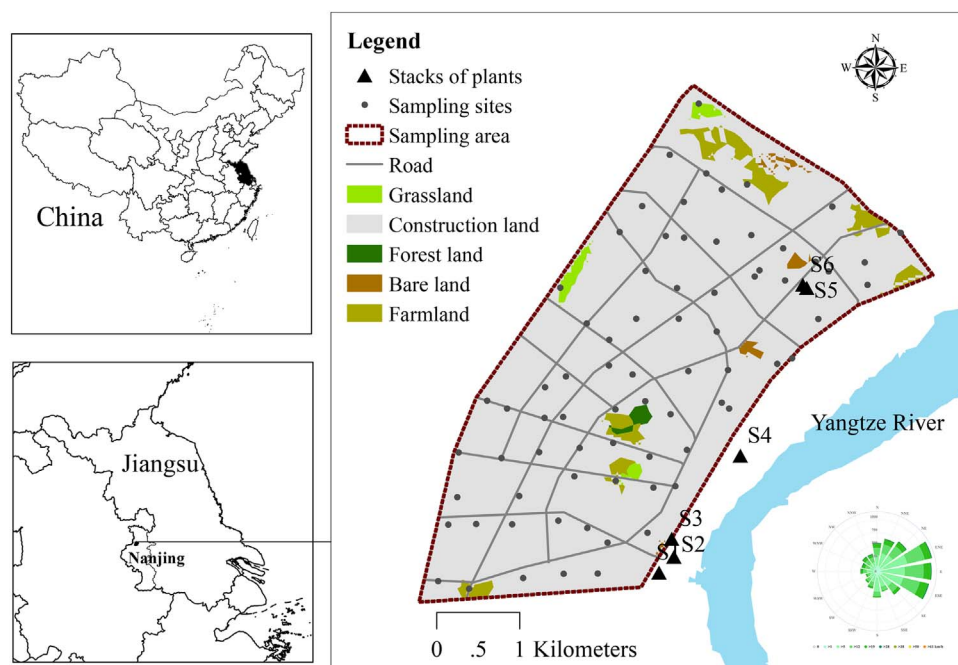 China
Jiangsu
Nanjing
Legend
Stacks of plants
Sampling sites
Sampling area
Road
Grassland
Construction land
Forest land
Bare land
Farmland
N
W
E
S
S6
S5
S4
Yangtze River
S3
S2
S
0 .5 1 Kilometers